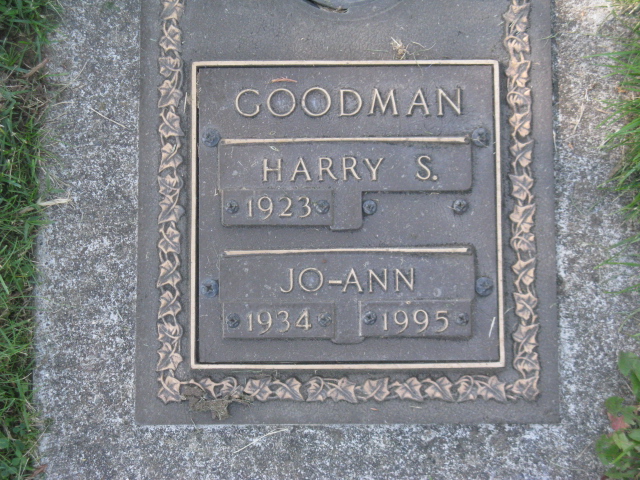 GOODMAN
HARRY S.
1923
JO-ANN
1934 1995